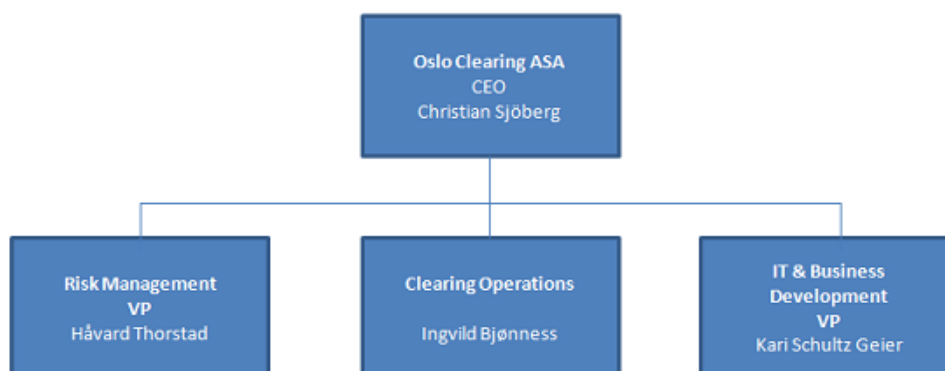 Oslo Clearing ASA
CEO
Christian Sjöberg
Risk Management
VP
Håvard Thorstad
Clearing Operations
Ingvild Bjønness
IT & Business
Development
VP
Kari Schultz Geier